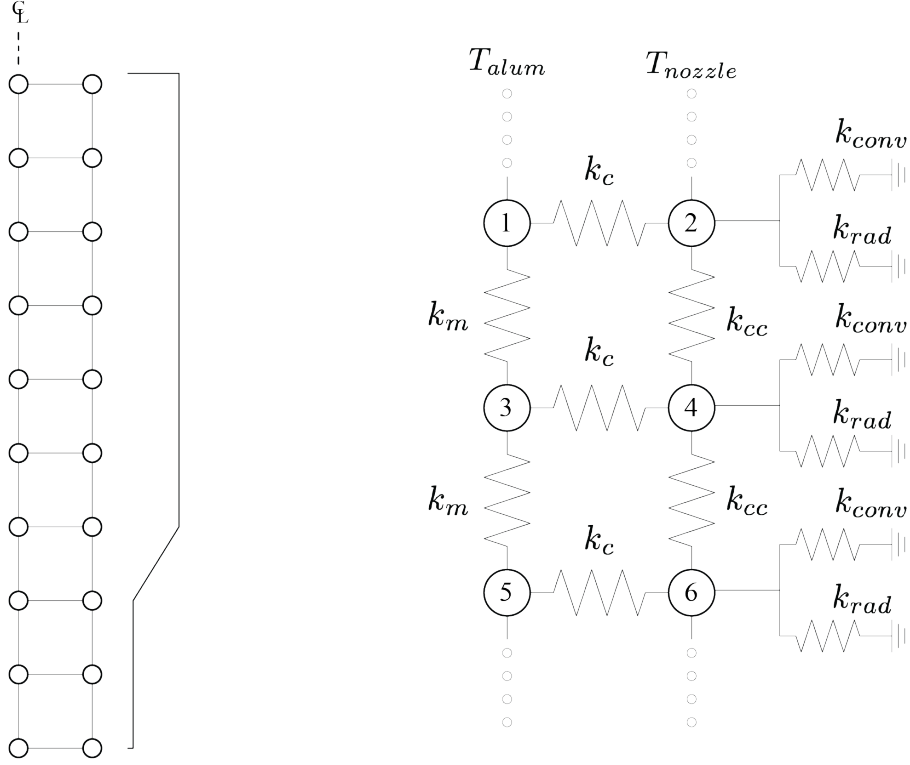 ℄
T_alum T_nozzle
k_conv
k_c
1 2
k_rad
k_m k_cc
k_conv
k_c
3 4
k_rad
k_m k_cc
k_conv
k_c
5 6
k_rad